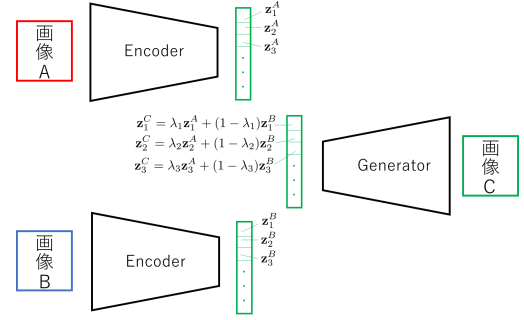 画
像
A
Encoder
z_1^A
z_2^A
z_3^A
z_1^C = λ_1 z_1^A + (1 − λ_1) z_1^B
z_2^C = λ_2 z_2^A + (1 − λ_2) z_2^B
z_3^C = λ_3 z_3^A + (1 − λ_3) z_3^B
Generator
画
像
C
画
像
B
Encoder
z_1^B
z_2^B
z_3^B